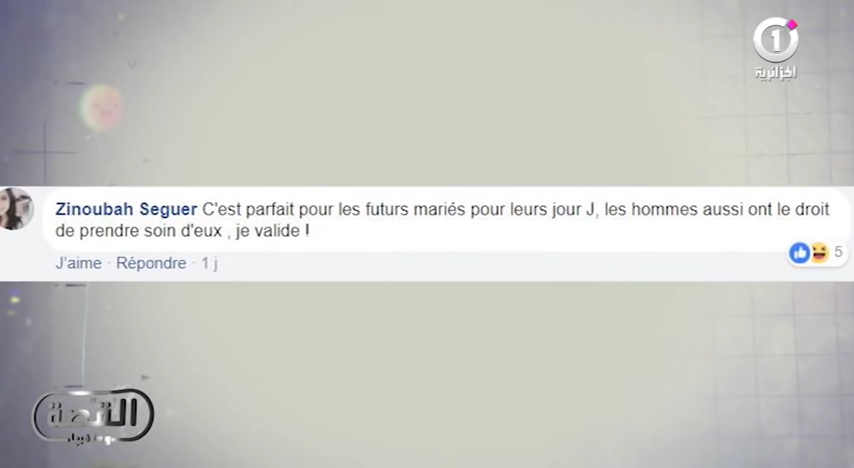 1
الجزائرية
Zinoubah Seguer C'est parfait pour les futurs mariés pour leurs jour J, les hommes aussi ont le droit
de prendre soin d'eux , je valide !
5
J'aime · Répondre · 1 j